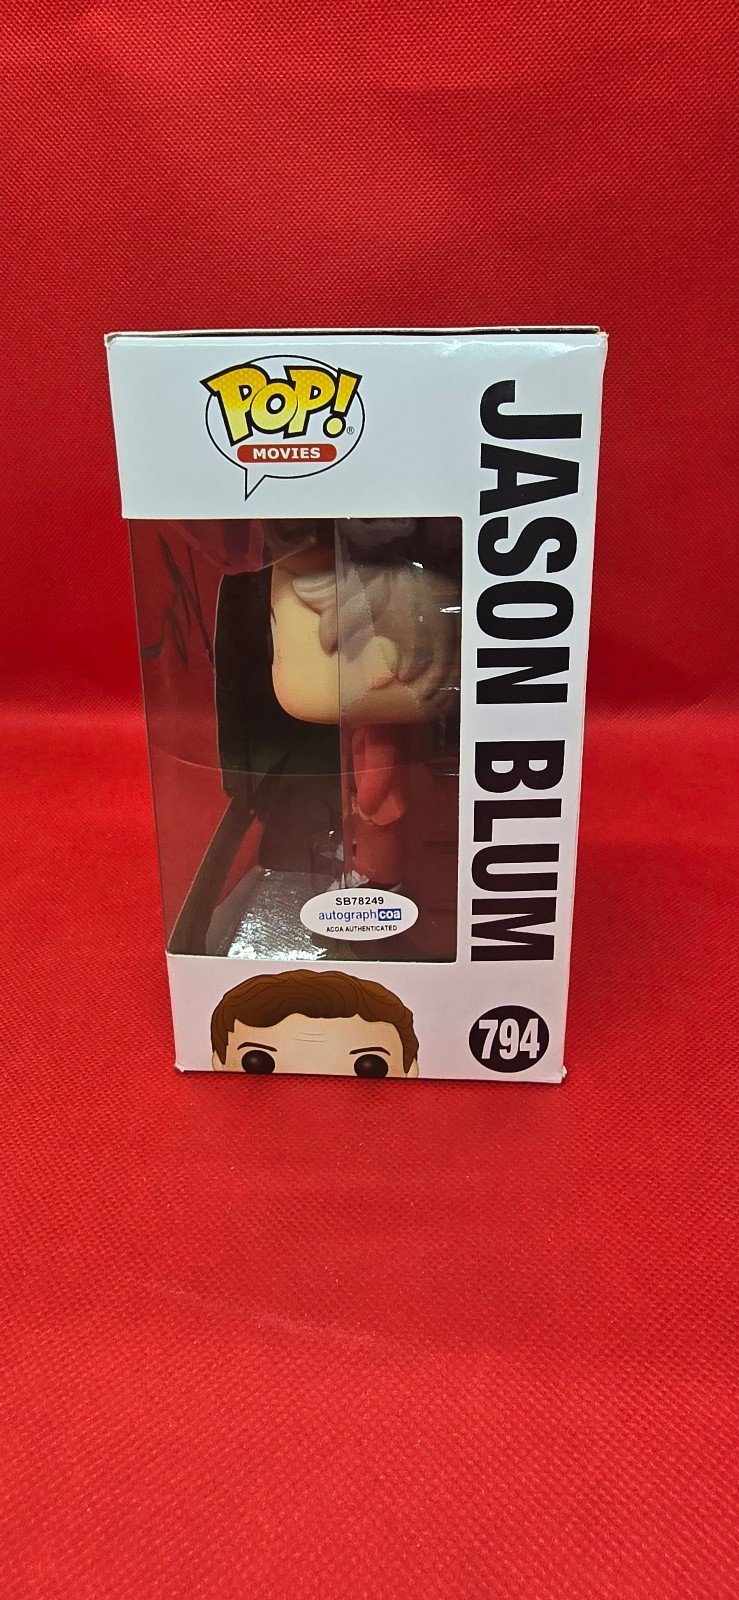 POP!
®
MOVIES
JASON BLUM
SB78249
autograph coa
ACOA AUTHENTICATED
794